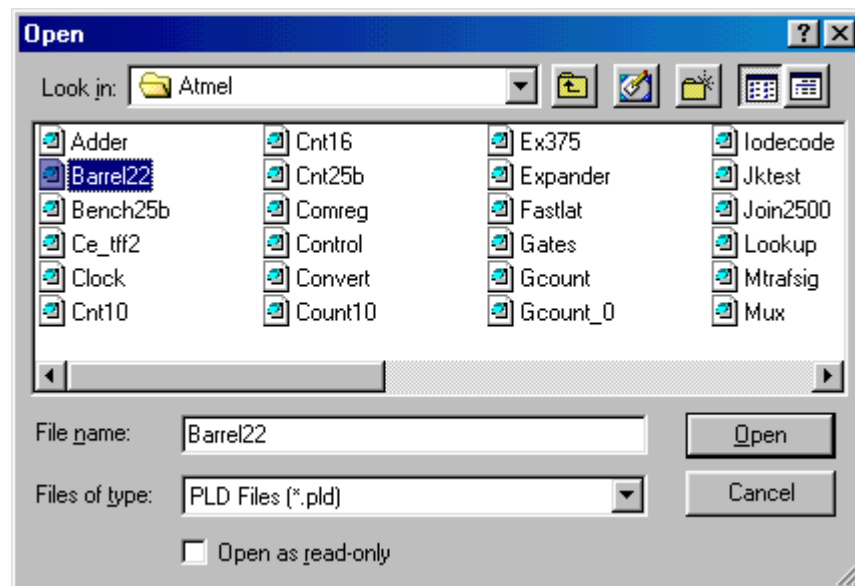 Open
Look in: Atmel
Adder Cnt16 Ex375 Iodecode
Barrel22 Cnt25b Expander Jktest
Bench25b Comreg Fastlat Join2500
Ce_tff2 Control Gates Lookup
Clock Convert Gcount Mtrafsig
Cnt10 Count10 Gcount_0 Mux
File name: Barrel22 Open
Files of type: PLD Files (*.pld) Cancel
Open as read-only